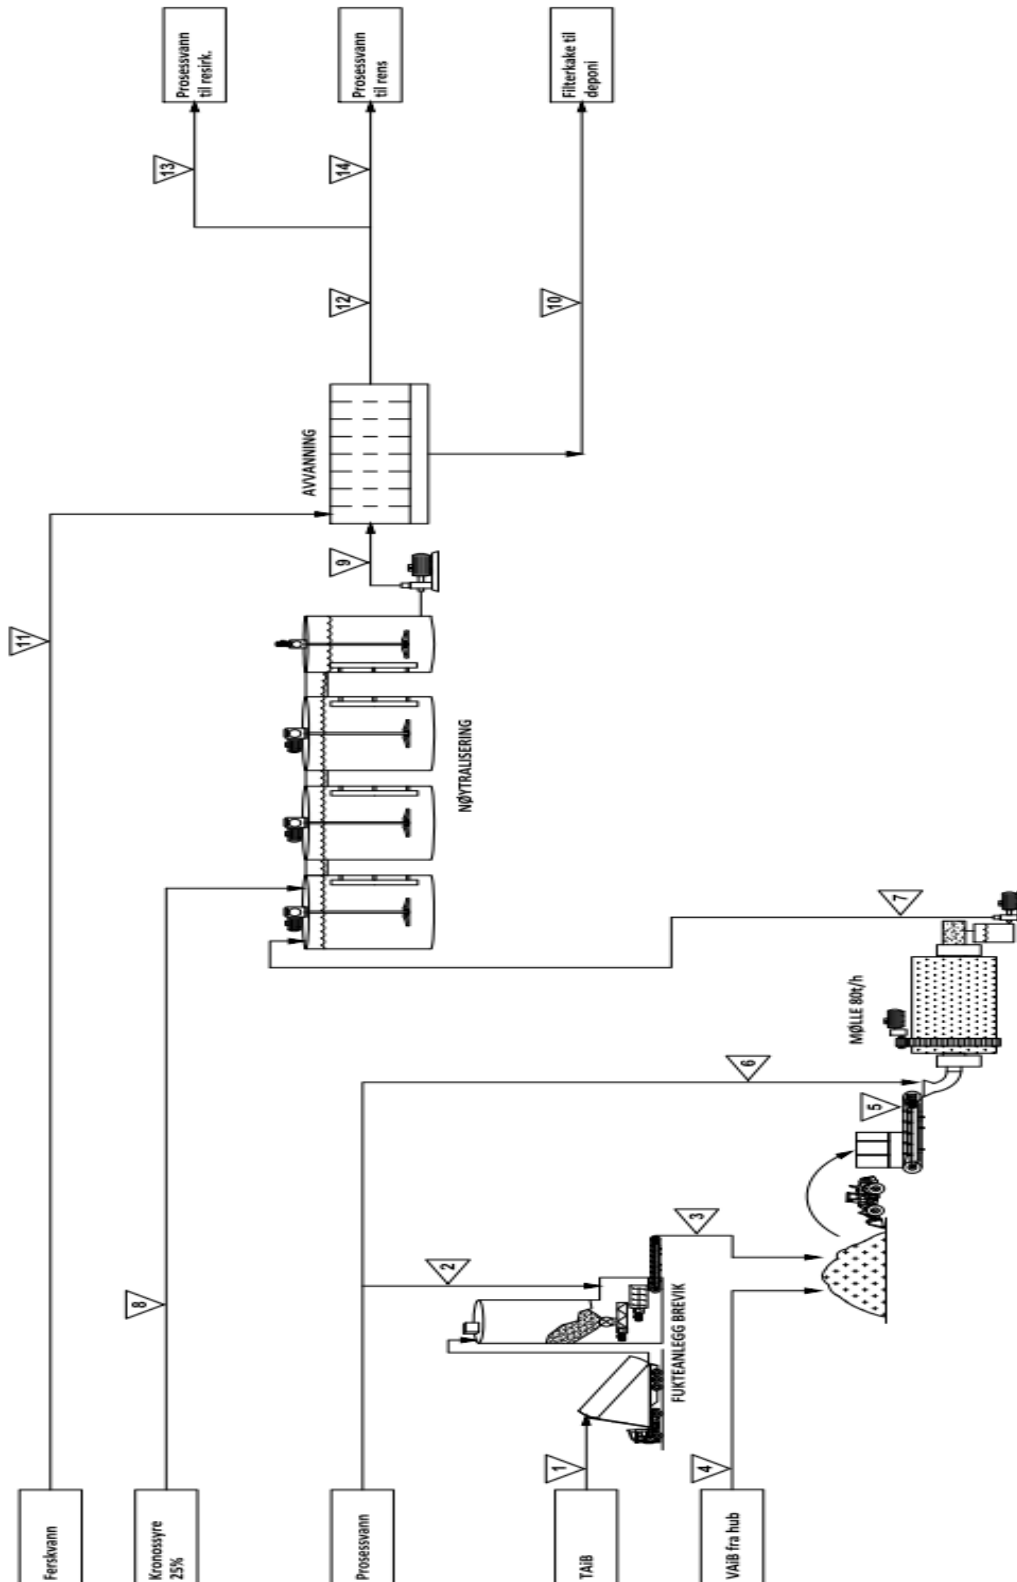 Ferskvann
Kronossyre
25%
Prosessvann
TAiB
VAiB fra hub
11
8
2
1
4
3
FUKTEANLEGG BREVIK
6
5
MØLLE 80t/h
7
NØYTRALISERING
9
AVVANNING
12
10
13
14
Prosessvann
til resirk.
Prosessvann
til rens
Filterkake til
deponi